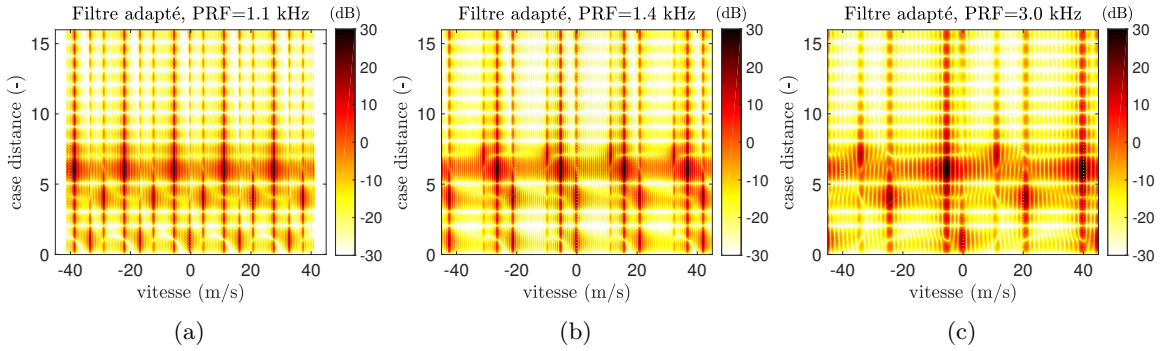 Filtre adapté, PRF=1.1 kHz (dB)
30
20
10
0
-10
-20
-30
15
10
5
0
case distance (-)
-40 -20 0 20 40
vitesse (m/s)
(a)
Filtre adapté, PRF=1.4 kHz (dB)
30
20
10
0
-10
-20
-30
15
10
5
0
case distance (-)
-40 -20 0 20 40
vitesse (m/s)
(b)
Filtre adapté, PRF=3.0 kHz (dB)
30
20
10
0
-10
-20
-30
15
10
5
0
case distance (-)
-40 -20 0 20 40
vitesse (m/s)
(c)